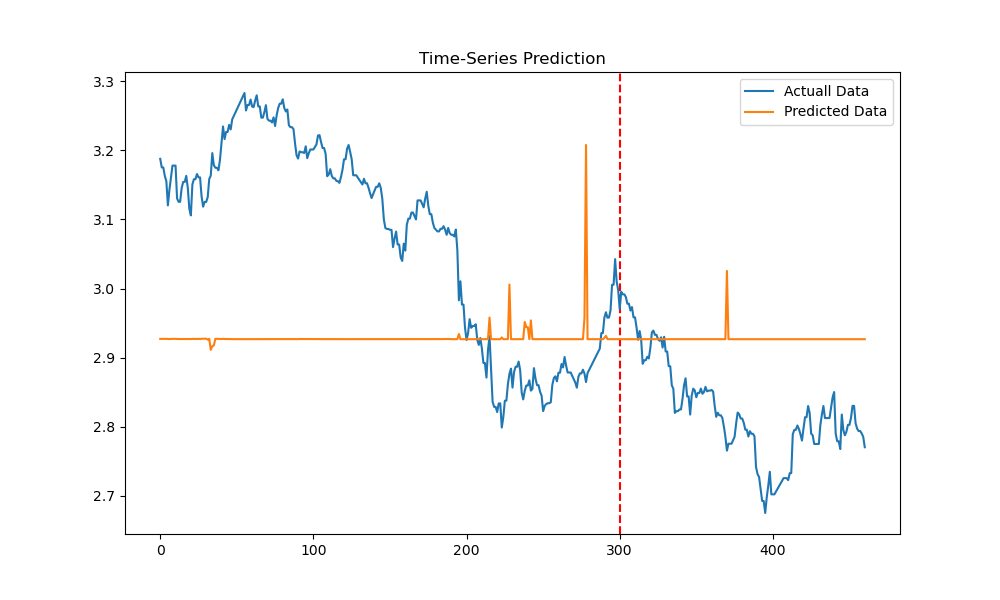 Time-Series Prediction
Actuall Data
Predicted Data
3.3
3.2
3.1
3.0
2.9
2.8
2.7
0 100 200 300 400